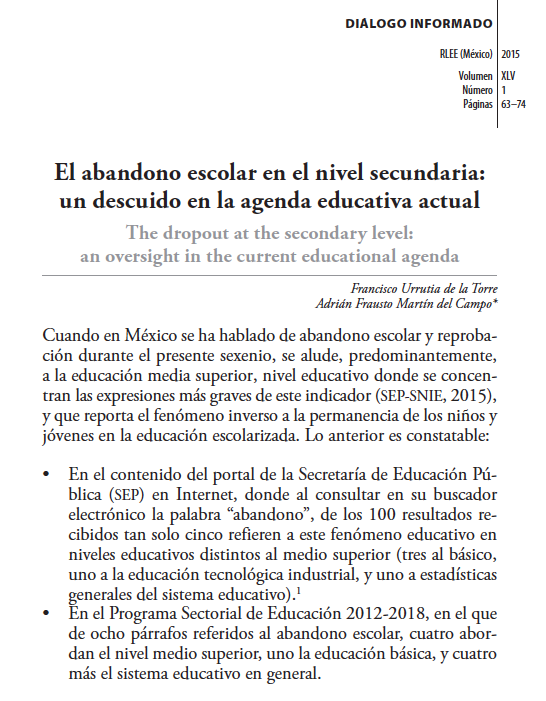 DIALOGO INFORMADO
RLEE (México) 2015
Volumen XLV
Número 1
Páginas 63–74
El abandono escolar en el nivel secundaria:
un descuido en la agenda educativa actual
The dropout at the secondary level:
an oversight in the current educational agenda
Francisco Urrutia de la Torre
Adrián Frausto Martín del Campo*
Cuando en México se ha hablado de abandono escolar y reproba-
ción durante el presente sexenio, se alude, predominantemente,
a la educación media superior, nivel educativo donde se concen-
tran las expresiones más graves de este indicador (SEP-SNIE, 2015),
y que reporta el fenómeno inverso a la permanencia de los niños y
jóvenes en la educación escolarizada. Lo anterior es constatable:
• En el contenido del portal de la Secretaría de Educación Pú-
blica (SEP) en Internet, donde al consultar en su buscador
electrónico la palabra “abandono”, de los 100 resultados re-
cibidos tan solo cinco refieren a este fenómeno educativo en
niveles educativos distintos al medio superior (tres al básico,
uno a la educación tecnológica industrial, y uno a estadísticas
generales del sistema educativo).¹
• En el Programa Sectorial de Educación 2012-2018, en el que
de ocho párrafos referidos al abandono escolar, cuatro abor-
dan el nivel medio superior, uno la educación básica, y cuatro
más el sistema educativo en general.